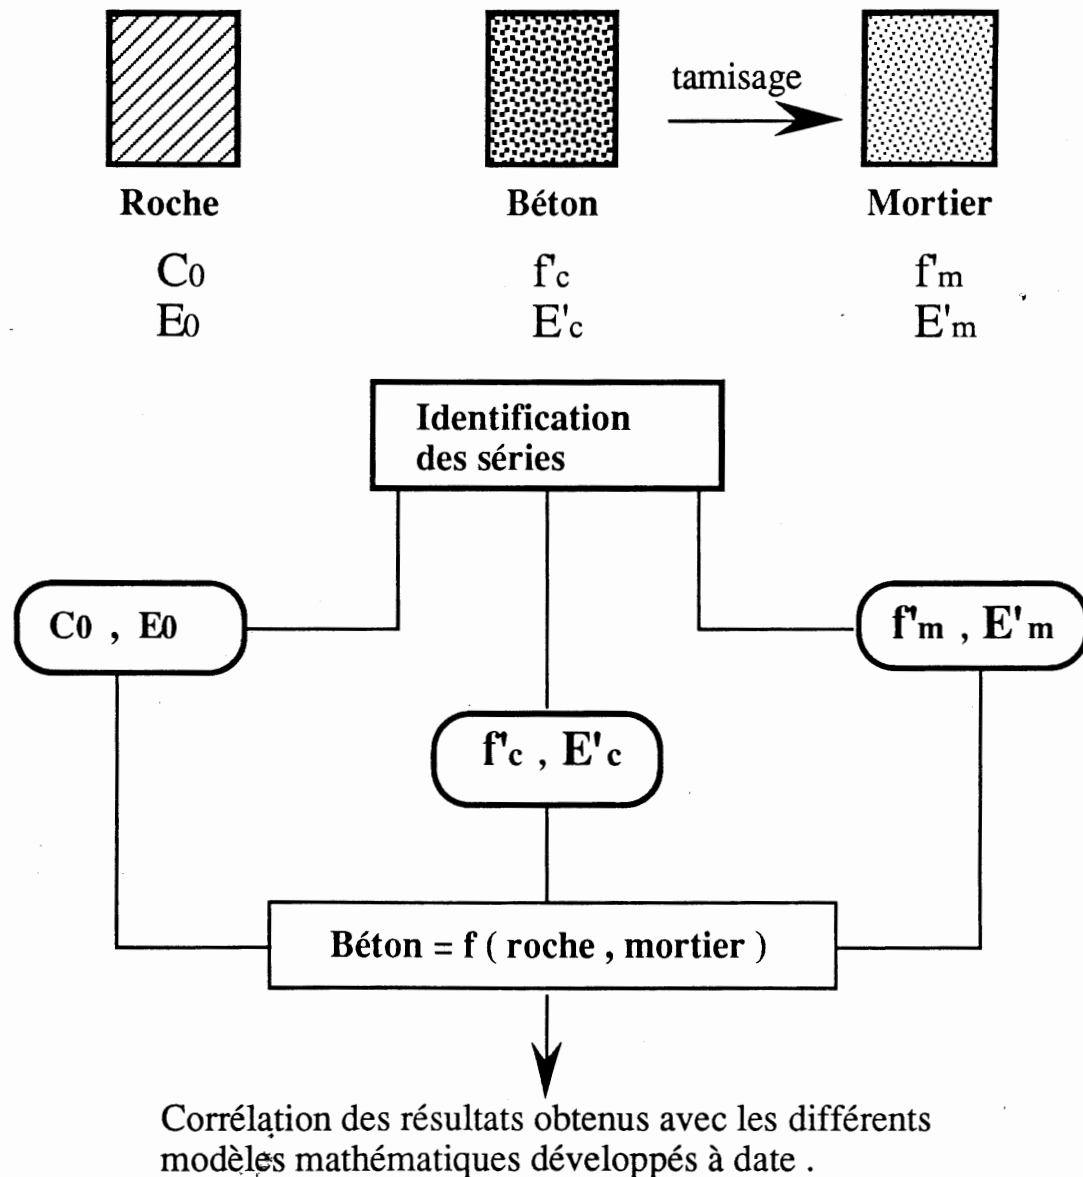 tamisage
Roche
Béton
Mortier
C0
f'c
f'm
E0
E'c
E'm
Identification
des séries
C0 , E0
f'm , E'm
f'c , E'c
Béton = f ( roche , mortier )
Corrélation des résultats obtenus avec les différents
modèles mathématiques développés à date .